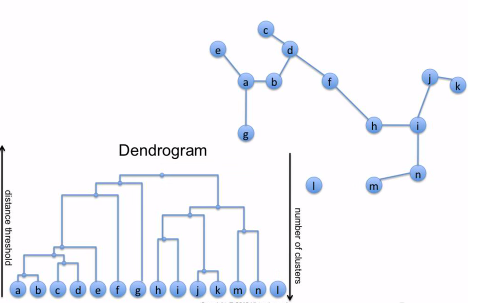 c
e
d
a
b
f
j
k
g
h
i
n
l
m
Dendrogram
distance threshold
number of clusters
a b c d e f g h i j k m n l